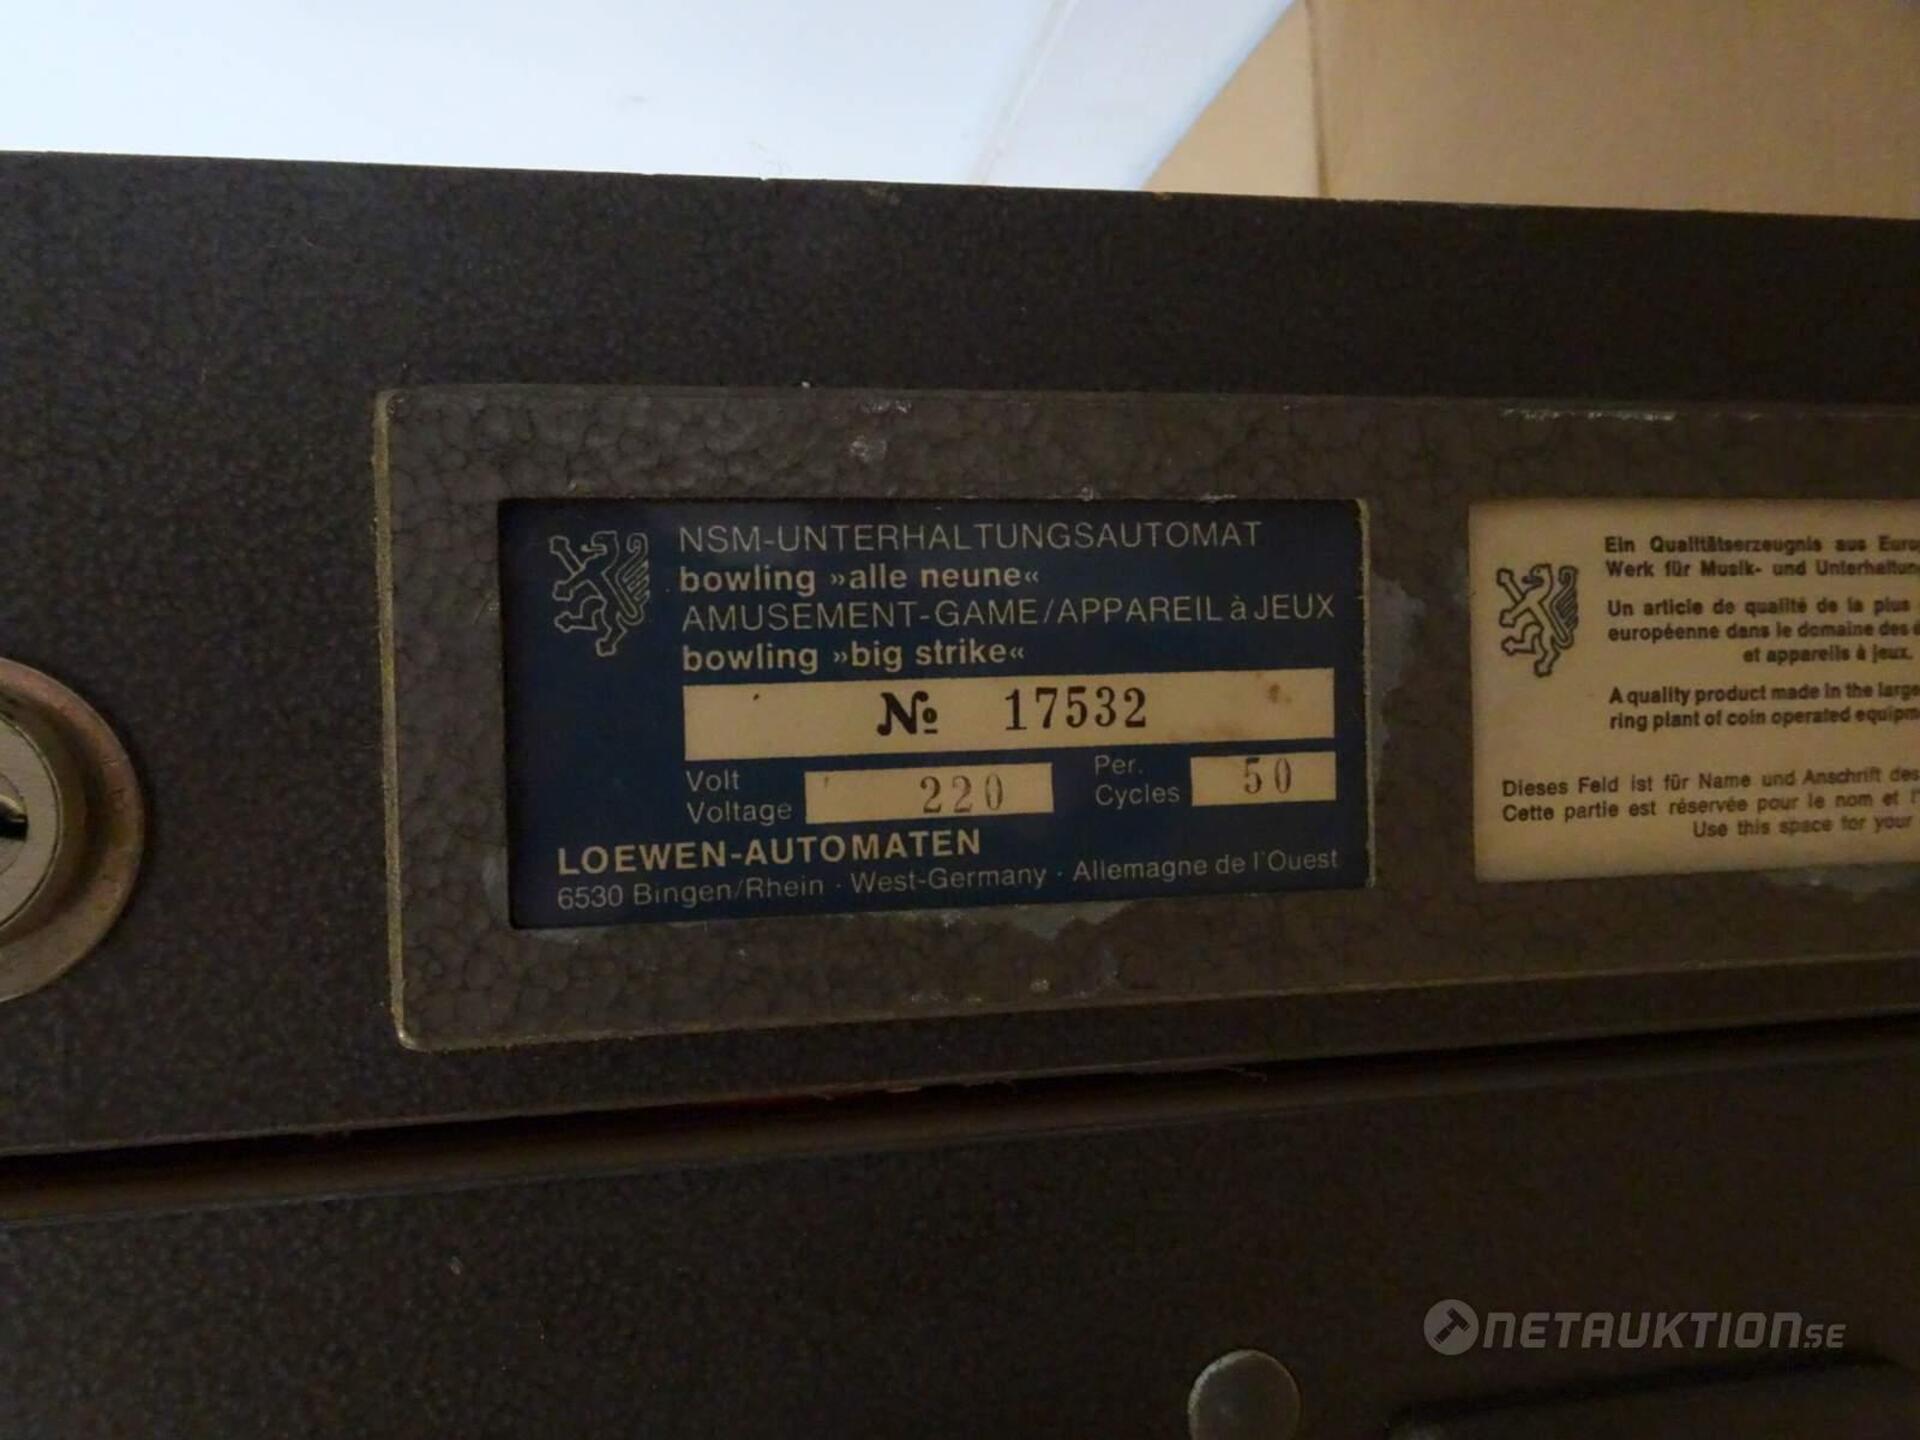 NSM-UNTERHALTUNGSAUTOMAT
bowling »alle neune«
AMUSEMENT-GAME/APPAREIL à JEUX
bowling »big strike«
№ 17532
Volt
Voltage 220
Per.
Cycles 50
LOEWEN-AUTOMATEN
6530 Bingen/Rhein · West-Germany · Allemagne de l'Ouest
Ein Qualitätserzeugnis aus
Werk für Musik- und
Un article de qualité de la plus
européenne dans le domaine des
et appareils à jeux.
A quality product made in the
ring plant of coin operated
Dieses Feld ist für Name und Anschrift des
Cette partie est réservée pour le nom et
Use this space for your
NETAUKTION.SE